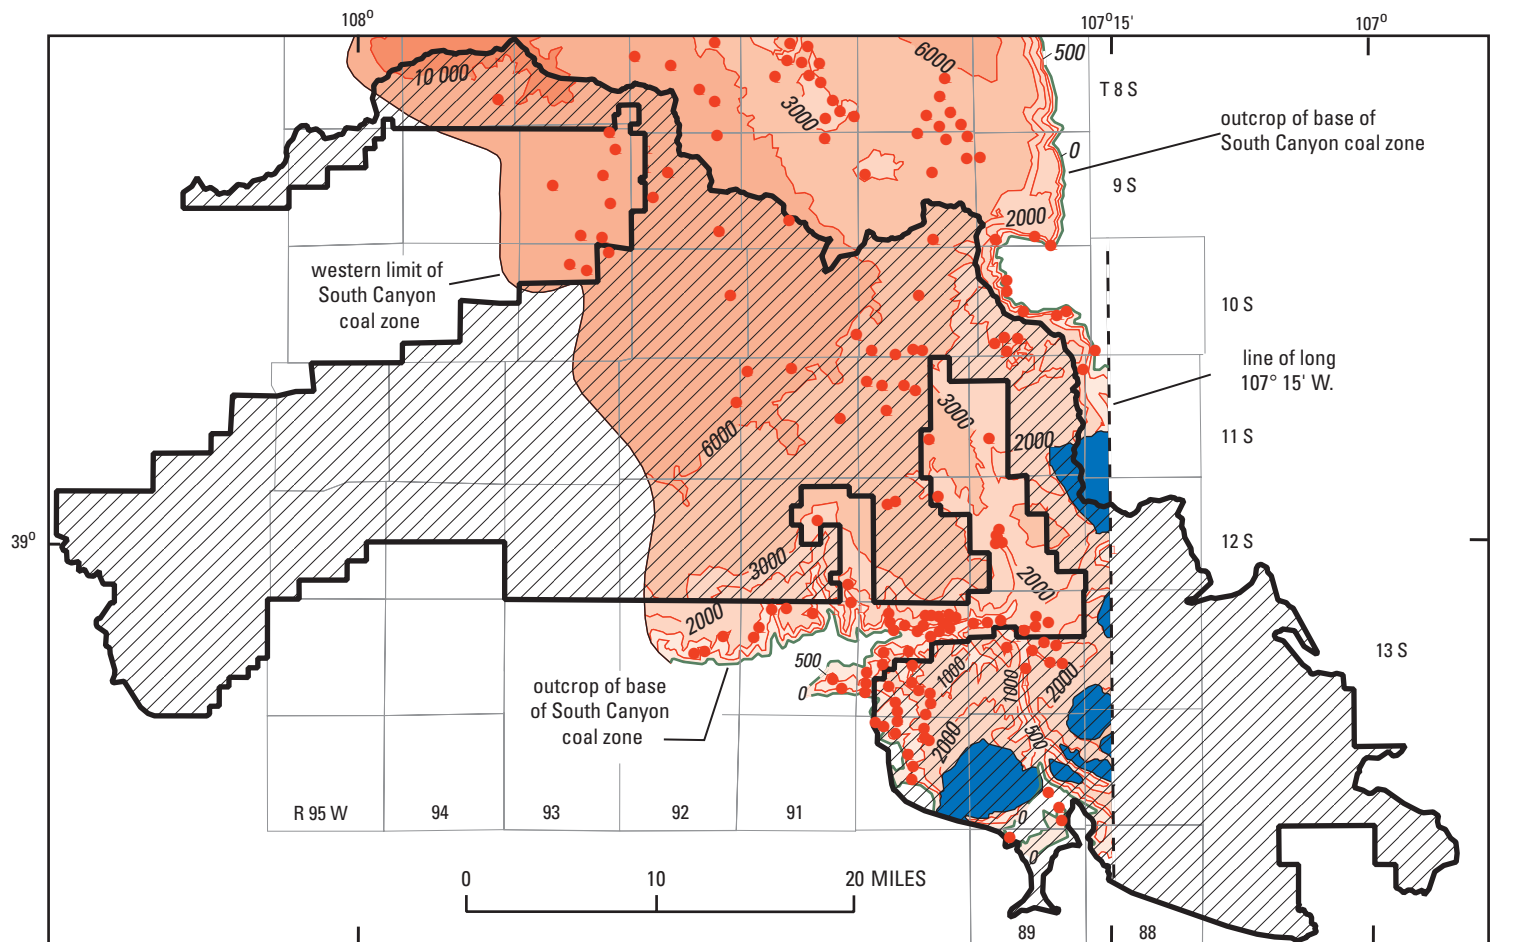 108°
107° 15'
107°
10 000
6000
500
T 8 S
3000
outcrop of base of
South Canyon coal zone
0
9 S
2000
western limit of
South Canyon
coal zone
10 S
line of long
107° 15' W.
3000
6000
2000
11 S
39°
12 S
3000
2000
2000
13 S
500
0
1000
1000
2000
outcrop of base
of South Canyon
coal zone
2000
500
R 95 W
94
93
92
91
0
0
0
10
20 MILES
89
88